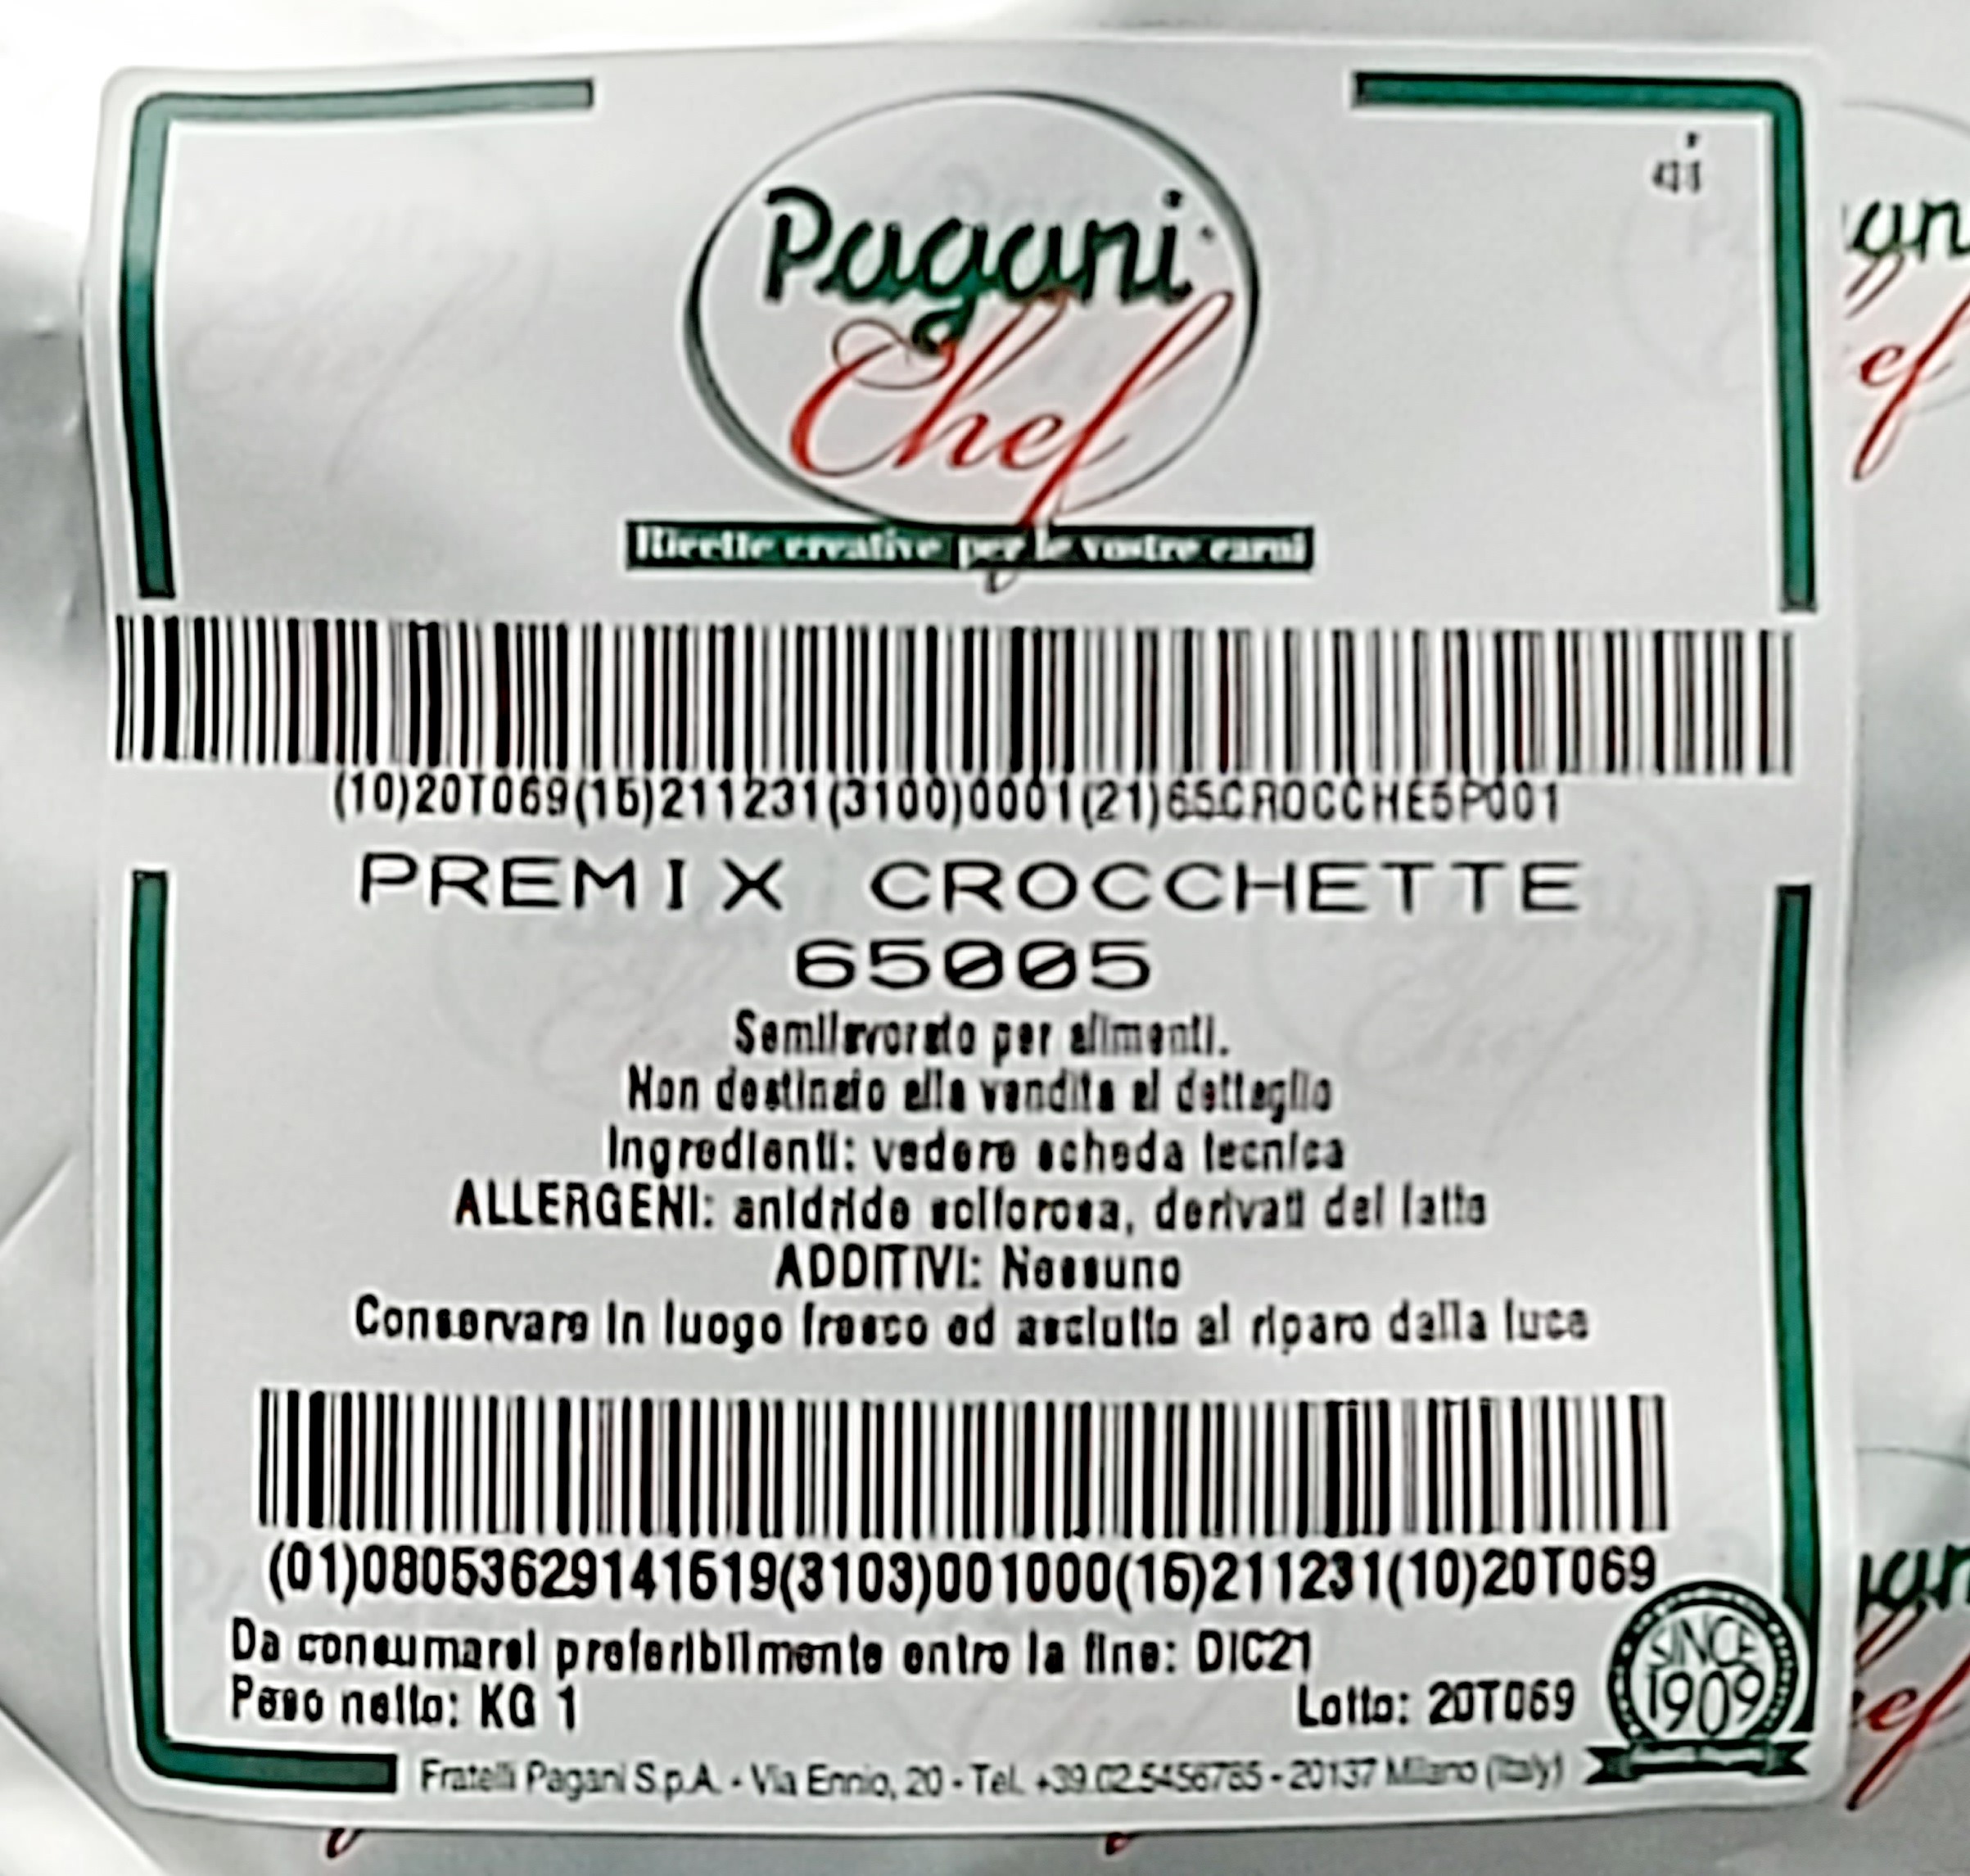 Pagani
Chef
Ricette creative per le vostre carni
(10)20T069(15)211231(3100)0001(21)65CROCCHE5P001
PREMIX CROCCHETTE
65005
Semilavorato per alimenti.
Non destinato alla vendita al dettaglio
Ingredienti: vedere scheda tecnica
ALLERGENI: anidride solforosa, derivati del latte
ADDITIVI: Nessuno
Conservare in luogo fresco ed asciutto al riparo dalla luce
(01)08053629141519(3103)001000(15)211231(10)20T069
Da consumarsi preferibilmente entro la fine: DIC21
Peso netto: KG 1 Lotto: 20T069
SINCE
1909
Fratelli Pagani S.p.A. - Via Ennio, 20 - Tel. +39.02.5456785 - 20137 Milano (Italy)